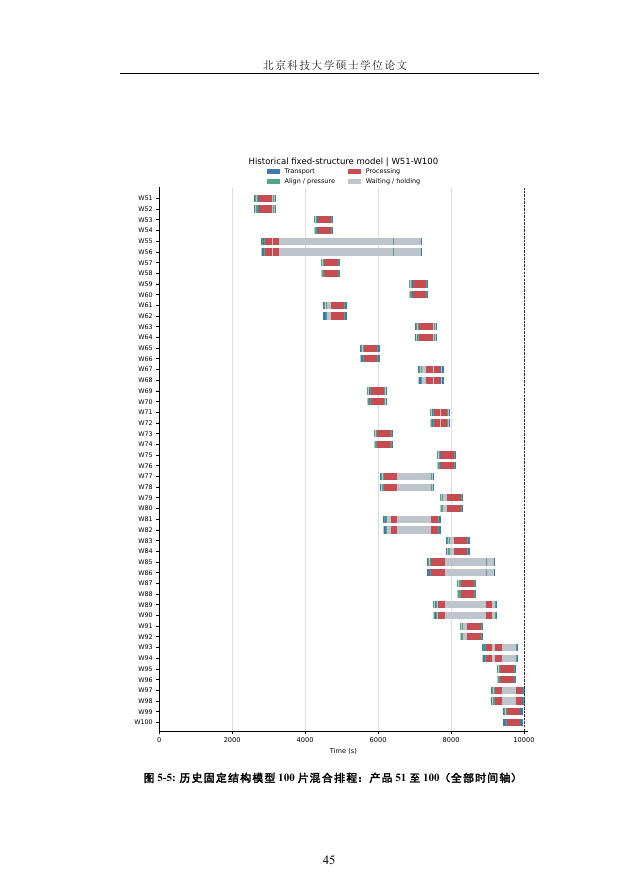 北京科技大学硕士学位论文
Historical fixed-structure model | W51-W100
Transport
Processing
Align / pressure
Waiting / holding
W51
W52
W53
W54
W55
W56
W57
W58
W59
W60
W61
W62
W63
W64
W65
W66
W67
W68
W69
W70
W71
W72
W73
W74
W75
W76
W77
W78
W79
W80
W81
W82
W83
W84
W85
W86
W87
W88
W89
W90
W91
W92
W93
W94
W95
W96
W97
W98
W99
W100
0 2000 4000 6000 8000 10000
Time (s)
图 5-5: 历史固定结构模型 100 片混合排程：产品 51 至 100（全部时间轴）
45